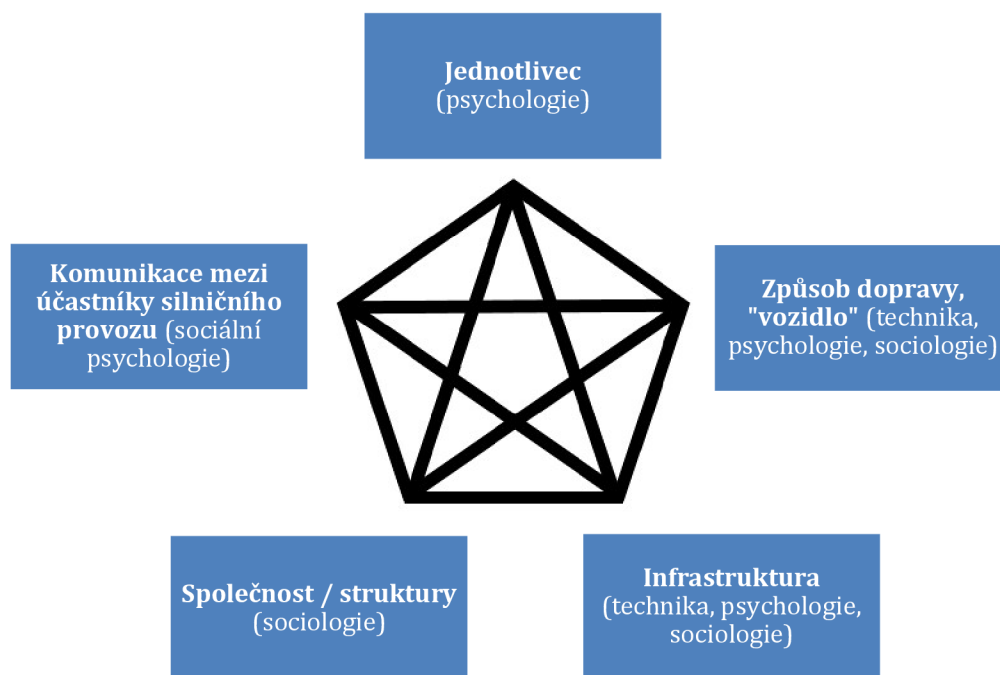 Jednotlivec
(psychologie)
Komunikace mezi
účastníky silničního
provozu (sociální
psychologie)
Způsob dopravy,
"vozidlo" (technika,
psychologie, sociologie)
Společnost / struktury
(sociologie)
Infrastruktura
(technika, psychologie,
sociologie)